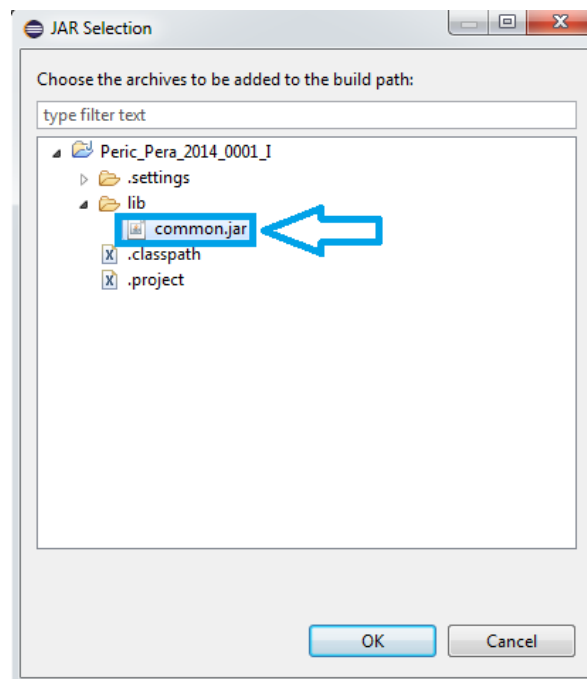 JAR Selection
Choose the archives to be added to the build path:
type filter text
Peric_Pera_2014_0001_I
.settings
lib
common.jar
.classpath
.project
OK
Cancel